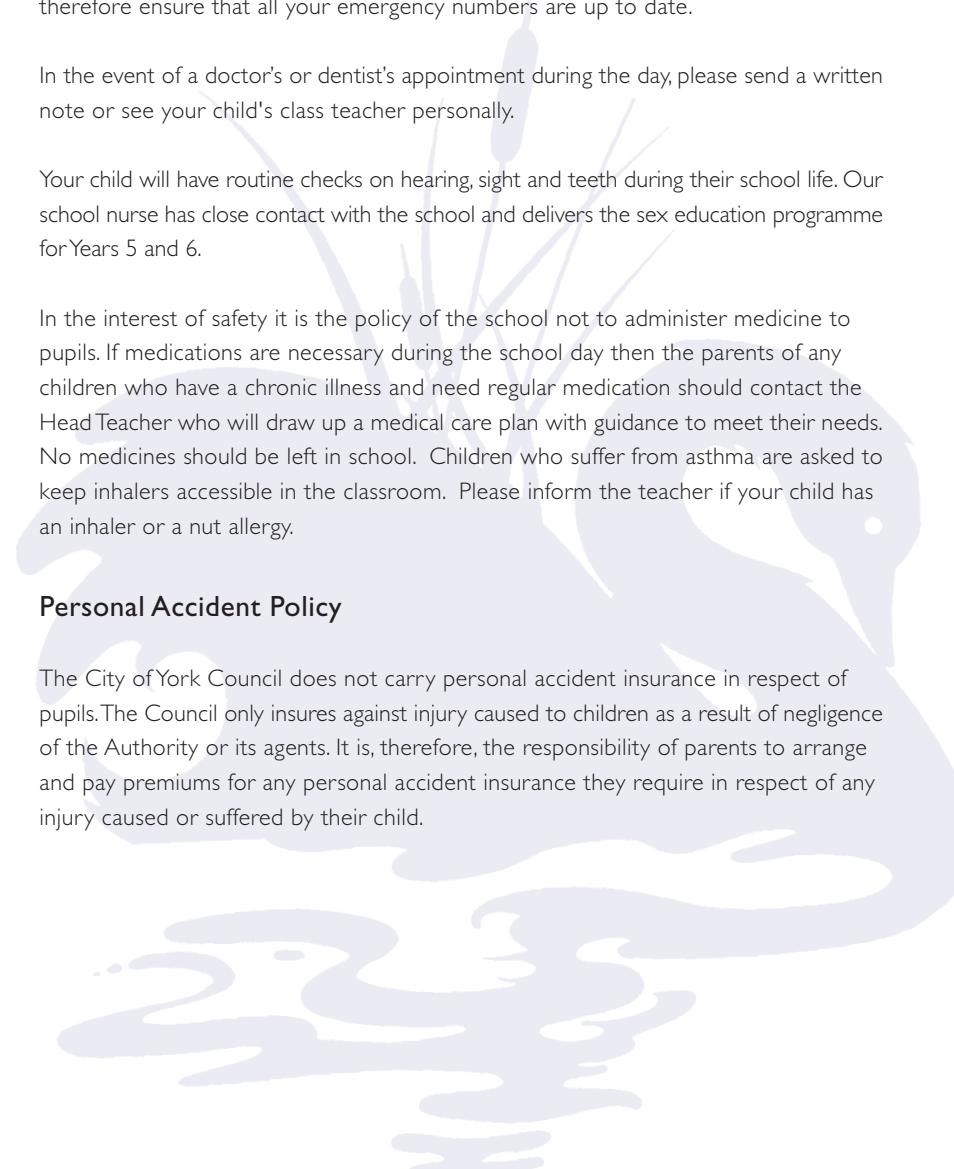 therefore ensure that all your emergency numbers are up to date.
In the event of a doctor’s or dentist’s appointment during the day, please send a written
note or see your child's class teacher personally.
Your child will have routine checks on hearing, sight and teeth during their school life. Our
school nurse has close contact with the school and delivers the sex education programme
for Years 5 and 6.
In the interest of safety it is the policy of the school not to administer medicine to
pupils. If medications are necessary during the school day then the parents of any
children who have a chronic illness and need regular medication should contact the
Head Teacher who will draw up a medical care plan with guidance to meet their needs.
No medicines should be left in school.  Children who suffer from asthma are asked to
keep inhalers accessible in the classroom.  Please inform the teacher if your child has
an inhaler or a nut allergy.
Personal Accident Policy
The City of York Council does not carry personal accident insurance in respect of
pupils. The Council only insures against injury caused to children as a result of negligence
of the Authority or its agents. It is, therefore, the responsibility of parents to arrange
and pay premiums for any personal accident insurance they require in respect of any
injury caused or suffered by their child.